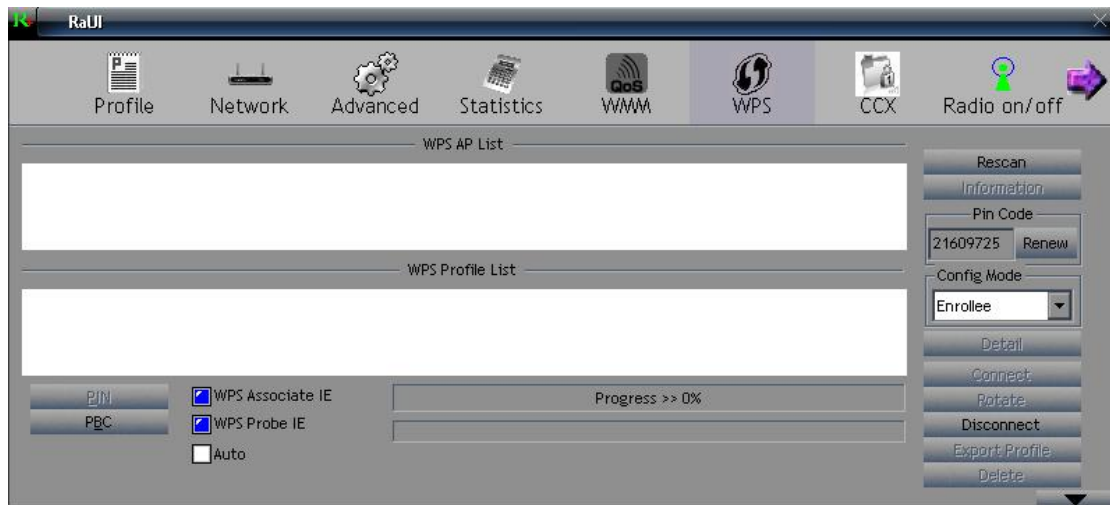 RaUI
Profile Network Advanced Statistics WMM WPS CCX Radio on/off
QoS
WPS AP List
Rescan
Information
Pin Code
21609725 Renew
WPS Profile List
Config Mode
Enrollee
Detail
Connect
PIN WPS Associate IE Progress >> 0% Rotate
PBC WPS Probe IE Disconnect
Auto Export Profile
Delete